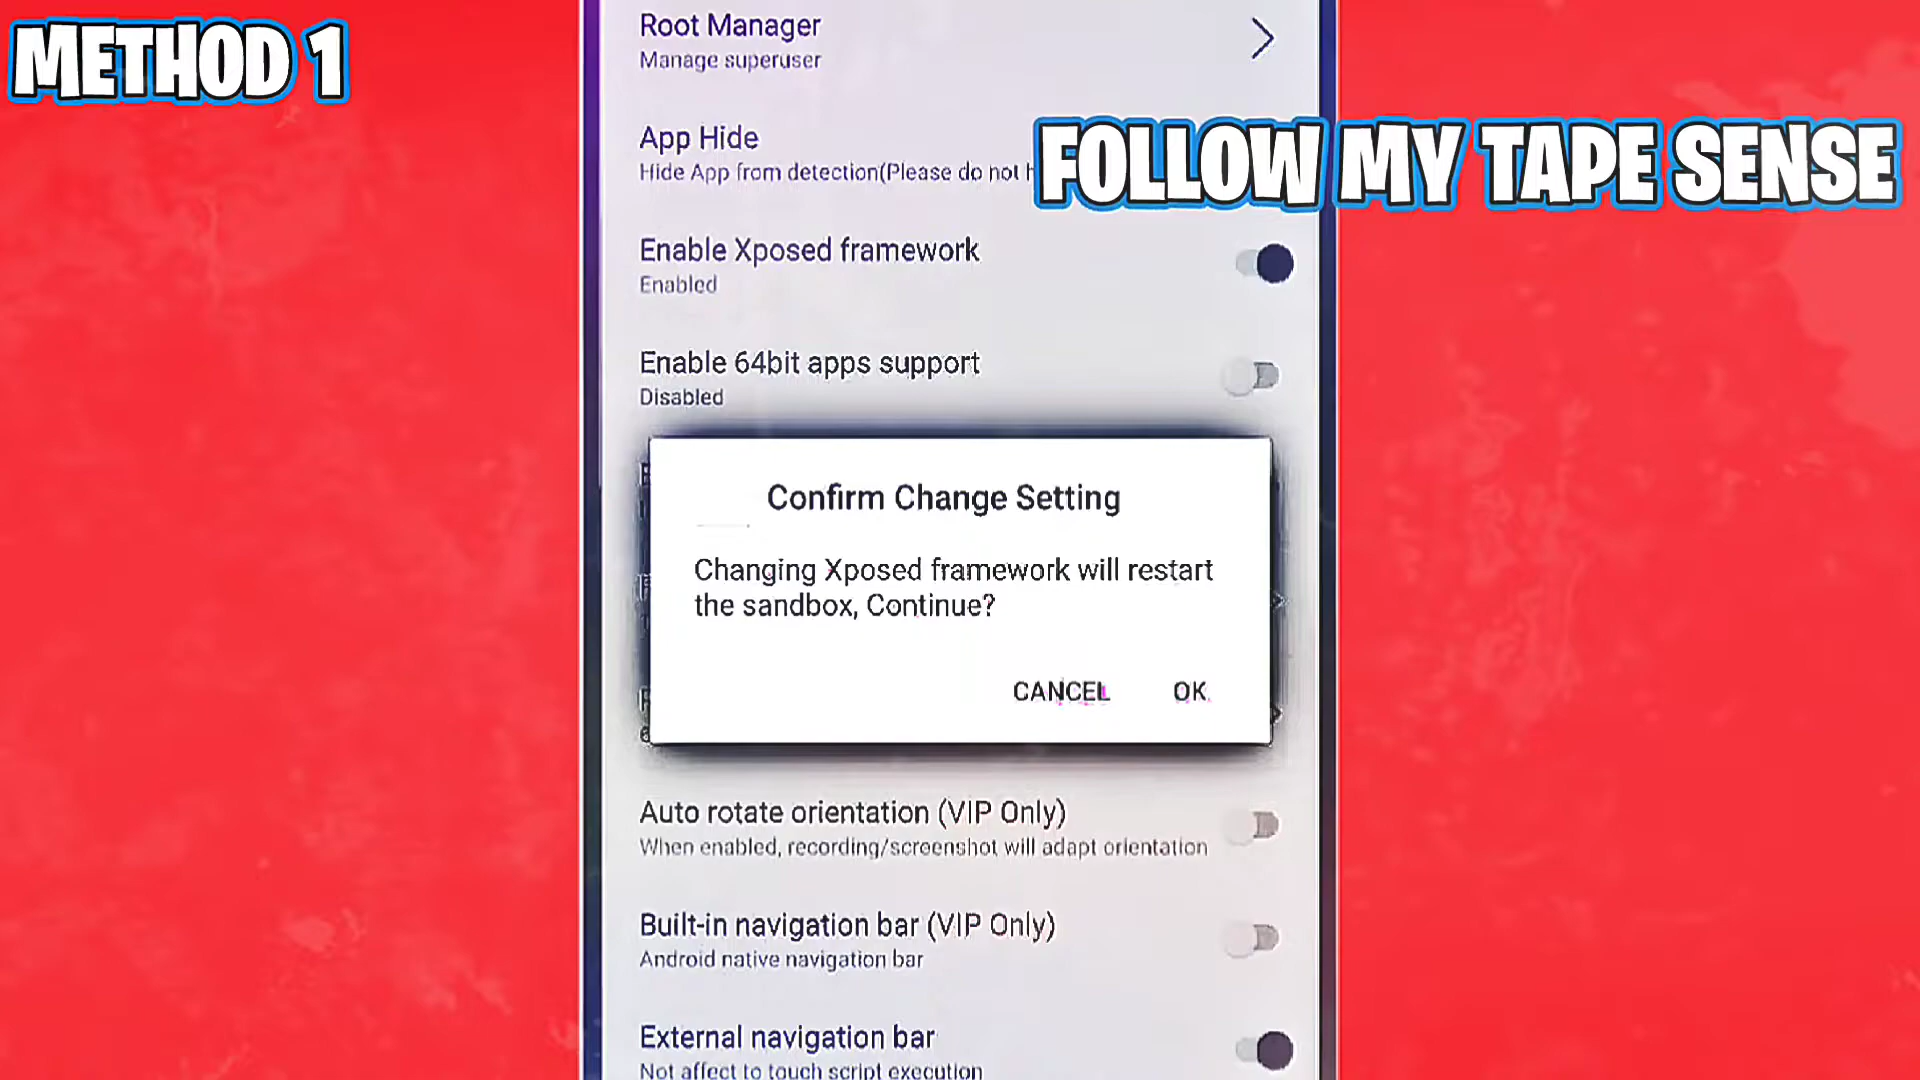 METHOD 1
Root Manager
Manage superuser
App Hide
Hide App from detection(Please do not
FOLLOW MY TAPE SENSE
Enable Xposed framework
Enabled
Enable 64bit apps support
Disabled
Confirm Change Setting
Changing Xposed framework will restart
the sandbox, Continue?
CANCEL OK
Auto rotate orientation (VIP Only)
When enabled, recording/screenshot will adapt orientation
Built-in navigation bar (VIP Only)
Android native navigation bar
External navigation bar
Not affect to touch script execution